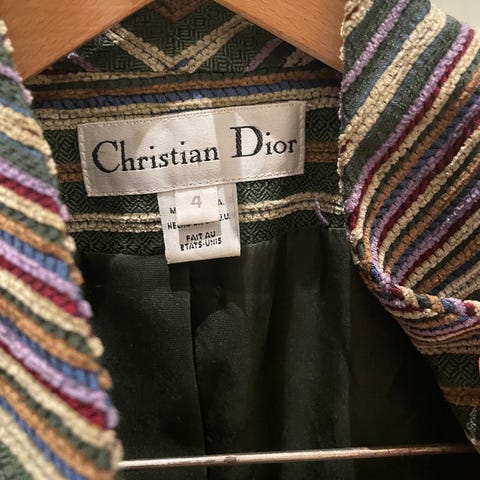 Christian Dior
4
FAIT AU
ETATS-UNIS